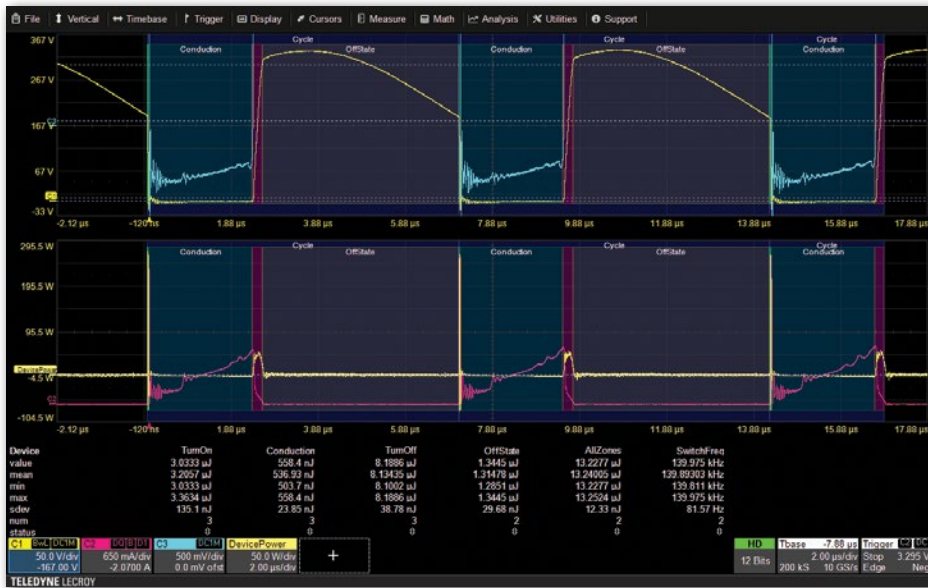 File Vertical Timebase Trigger Display Cursors Measure Math Analysis Utilities Support
367 V
Cycle Cycle Cycle
Conduction OffState Conduction OffState Conduction
267 V
C2
167 V
67 V
C1
-33 V
-2.12 µs -120 ns 1.88 µs 3.88 µs 5.88 µs 7.88 µs 9.88 µs 11.88 µs 13.88 µs 15.88 µs 17.88 µs
295.5 W
Cycle Cycle Cycle
Conduction OffState Conduction OffState Conduction
195.5 W
95.5 W
DevicePower
-4.5 W
C2
-104.5 W
-2.12 µs -120 ns 1.88 µs 3.88 µs 5.88 µs 7.88 µs 9.88 µs 11.88 µs 13.88 µs 15.88 µs 17.88 µs
Device TurnOn Conduction TurnOff OffState AllZones SwitchFreq
value 3.0333 µJ 558.4 nJ 8.1886 µJ 1.3445 µJ 13.2277 µJ 139.975 kHz
mean 3.2057 µJ 536.93 nJ 8.13435 µJ 1.31478 µJ 13.24005 µJ 139.89303 kHz
min 3.0333 µJ 503.7 nJ 8.1002 µJ 1.2851 µJ 13.2277 µJ 139.811 kHz
max 3.3634 µJ 558.4 nJ 8.1886 µJ 1.3445 µJ 13.2524 µJ 139.975 kHz
sdev 135.1 nJ 23.85 nJ 38.78 nJ 29.68 nJ 12.33 nJ 81.57 Hz
num 3 3 3 2 2 2
status 0 0 0 0 0 0
C1 BwL DC1M C2 DQ B D1 C3 DC1M DevicePower HD Tbase -7.88 µs Trigger C2 DC
50.0 V/div 650 mA/div 500 mV/div 50.0 W/div + 12 Bits 2.00 µs/div Stop 3.295 V
-167.00 V -2.0700 A 0.0 mV ofst 2.00 µs/div 200 kS 10 GS/s Edge Neg
TELEDYNE LECROY